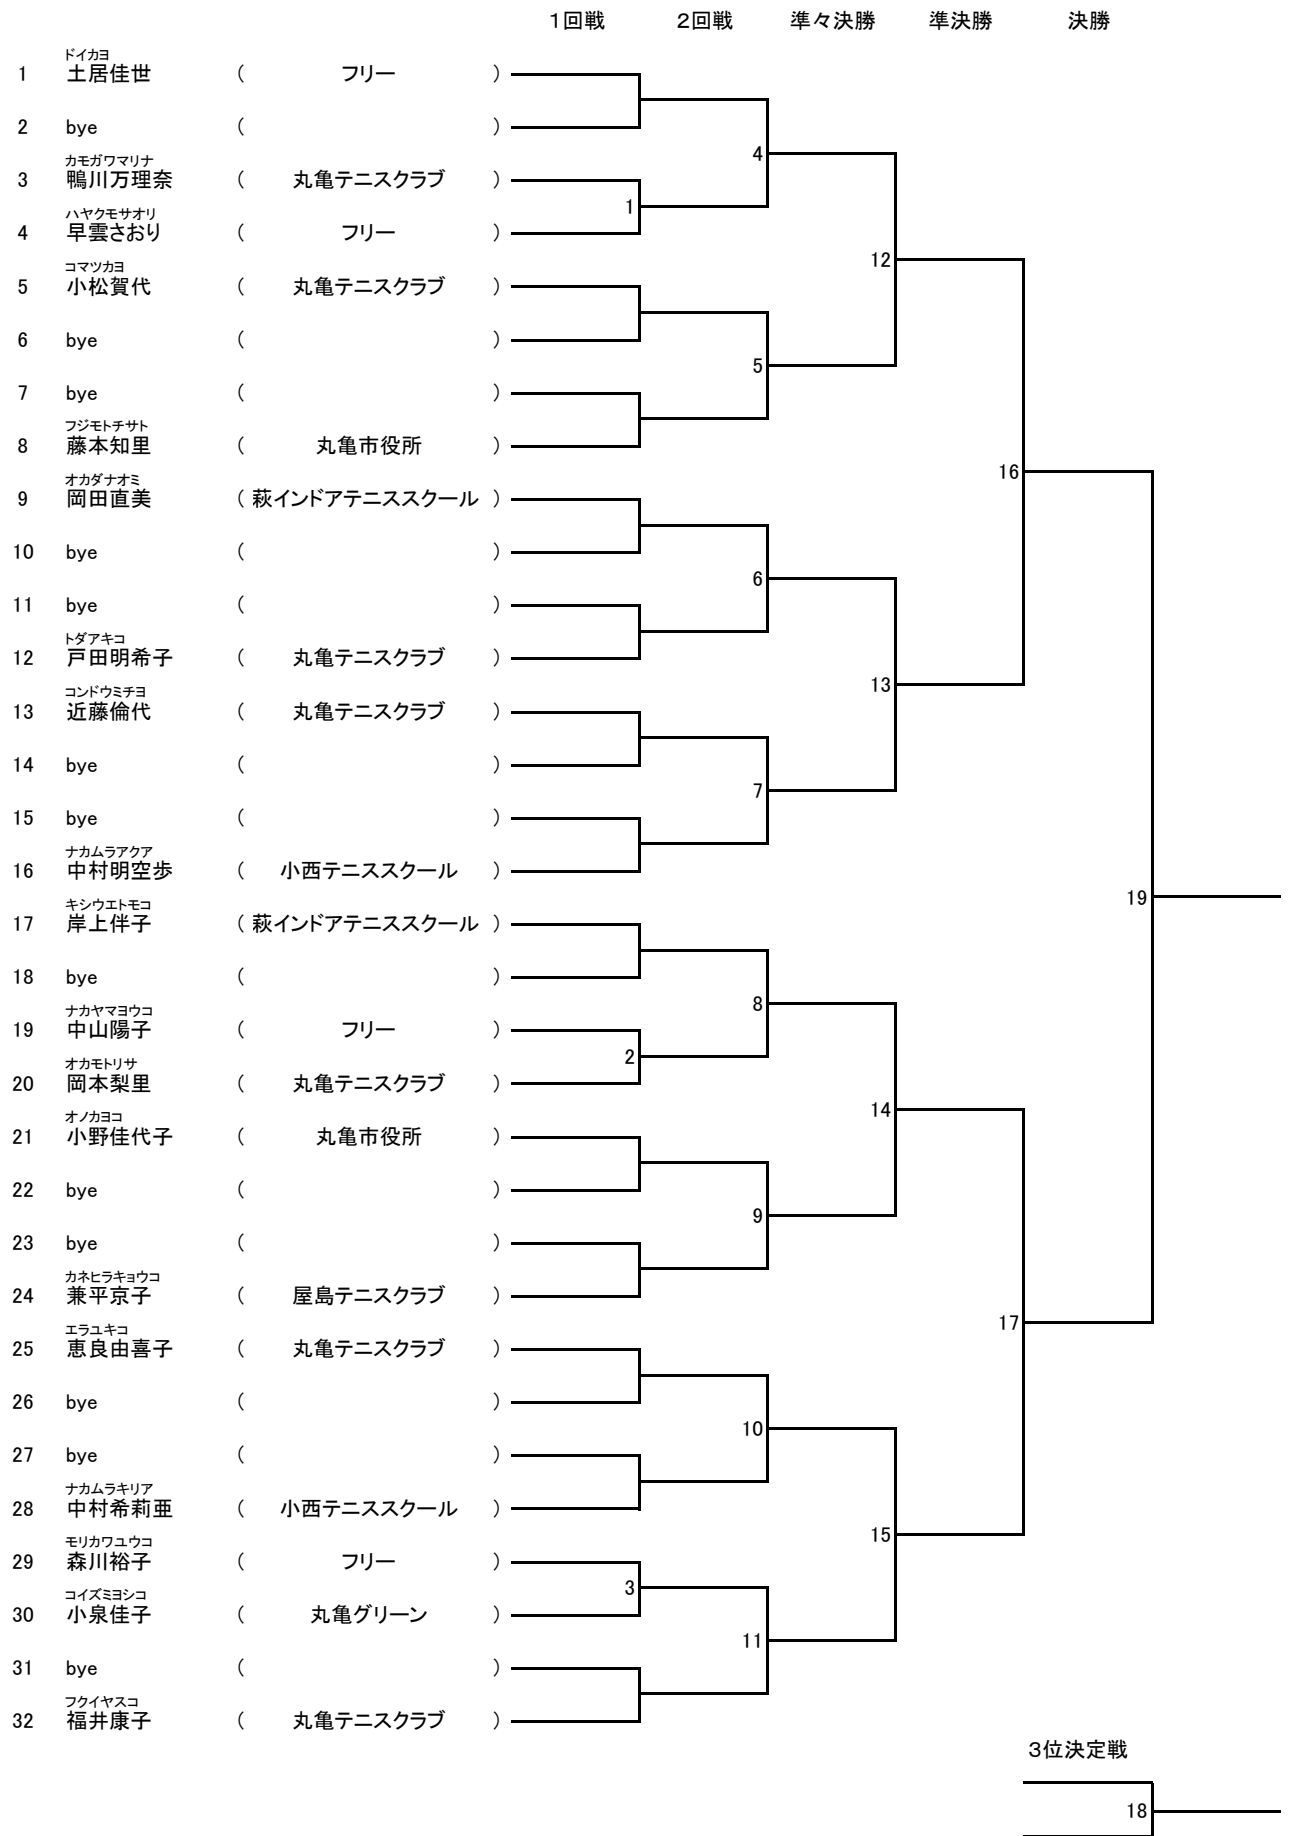 １回戦 ２回戦 準々決勝 準決勝 決勝
ドイカヨ
1 土居佳世 ( フリー )
2 bye ( )
4
カモガワマリナ
3 鴨川万理奈 ( 丸亀テニスクラブ )
1
ハヤクモサオリ
4 早雲さおり ( フリー )
12
コマツカヨ
5 小松賀代 ( 丸亀テニスクラブ )
6 bye ( )
5
7 bye ( )
フジモトチサト
8 藤本知里 ( 丸亀市役所 )
16
オカダナオミ
9 岡田直美 ( 萩インドアテニススクール )
10 bye ( )
6
11 bye ( )
トダアキコ
12 戸田明希子 ( 丸亀テニスクラブ )
13
コンドウミチヨ
13 近藤倫代 ( 丸亀テニスクラブ )
14 bye ( )
7
15 bye ( )
ナカムラアクア
16 中村明空歩 ( 小西テニススクール )
19
キシウエトモコ
17 岸上伴子 ( 萩インドアテニススクール )
18 bye ( )
8
ナカヤマヨウコ
19 中山陽子 ( フリー )
2
オカモトリサ
20 岡本梨里 ( 丸亀テニスクラブ )
14
オノカヨコ
21 小野佳代子 ( 丸亀市役所 )
22 bye ( )
9
23 bye ( )
カネヒラキョウコ
24 兼平京子 ( 屋島テニスクラブ )
17
エラユキコ
25 恵良由喜子 ( 丸亀テニスクラブ )
26 bye ( )
10
27 bye ( )
ナカムラキリア
28 中村希莉亜 ( 小西テニススクール )
15
モリカワユウコ
29 森川裕子 ( フリー )
3
コイズミヨシコ
30 小泉佳子 ( 丸亀グリーン )
11
31 bye ( )
フクイヤスコ
32 福井康子 ( 丸亀テニスクラブ )
３位決定戦
18